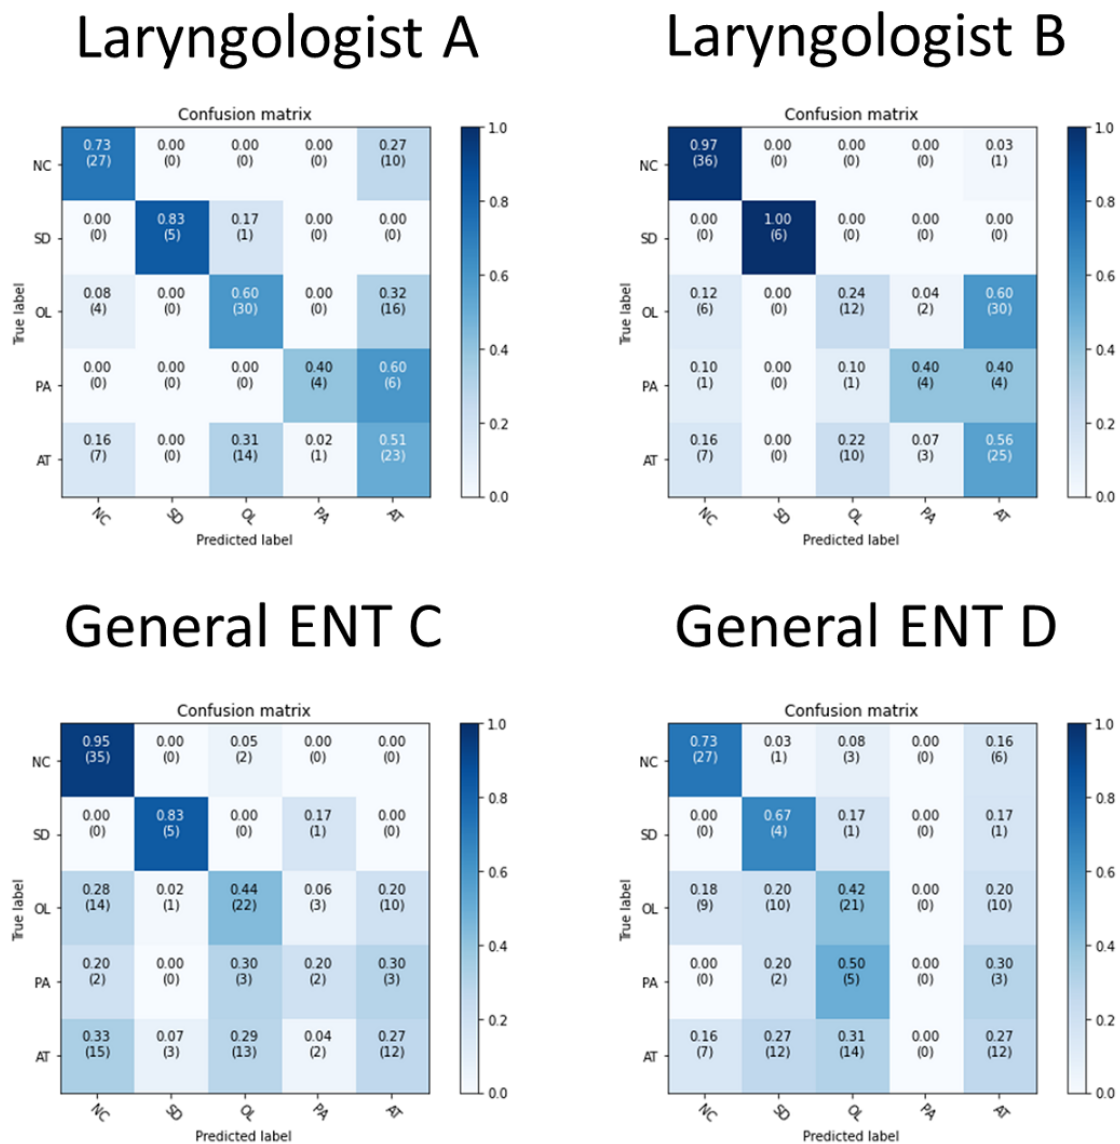 Laryngologist A
Laryngologist B
Confusion matrix
NC 0.73 0.00 0.00 0.00 0.27
(27) (0) (0) (0) (10)
SD 0.00 0.83 0.17 0.00 0.00
(0) (5) (1) (0) (0)
OL 0.08 0.00 0.60 0.00 0.32
(4) (0) (30) (0) (16)
PA 0.00 0.00 0.00 0.40 0.60
(0) (0) (0) (4) (6)
AT 0.16 0.00 0.31 0.02 0.51
(7) (0) (14) (1) (23)
NC SD OL PA AT
Predicted label
True label
1.0
0.8
0.6
0.4
0.2
0.0
Confusion matrix
NC 0.97 0.00 0.00 0.00 0.03
(36) (0) (0) (0) (1)
SD 0.00 1.00 0.00 0.00 0.00
(0) (6) (0) (0) (0)
OL 0.12 0.00 0.24 0.04 0.60
(6) (0) (12) (2) (30)
PA 0.10 0.00 0.10 0.40 0.40
(1) (0) (1) (4) (4)
AT 0.16 0.00 0.22 0.07 0.56
(7) (0) (10) (3) (25)
NC SD OL PA AT
Predicted label
True label
1.0
0.8
0.6
0.4
0.2
0.0
General ENT C
General ENT D
Confusion matrix
NC 0.95 0.00 0.05 0.00 0.00
(35) (0) (2) (0) (0)
SD 0.00 0.83 0.00 0.17 0.00
(0) (5) (0) (1) (0)
OL 0.28 0.02 0.44 0.06 0.20
(14) (1) (22) (3) (10)
PA 0.20 0.00 0.30 0.20 0.30
(2) (0) (3) (2) (3)
AT 0.33 0.07 0.29 0.04 0.27
(15) (3) (13) (2) (12)
NC SD OL PA AT
Predicted label
True label
1.0
0.8
0.6
0.4
0.2
0.0
Confusion matrix
NC 0.73 0.03 0.08 0.00 0.16
(27) (1) (3) (0) (6)
SD 0.00 0.67 0.17 0.00 0.17
(0) (4) (1) (0) (1)
OL 0.18 0.20 0.42 0.00 0.20
(9) (10) (21) (0) (10)
PA 0.00 0.20 0.50 0.00 0.30
(0) (2) (5) (0) (3)
AT 0.16 0.27 0.31 0.00 0.27
(7) (12) (14) (0) (12)
NC SD OL PA AT
Predicted label
True label
1.0
0.8
0.6
0.4
0.2
0.0